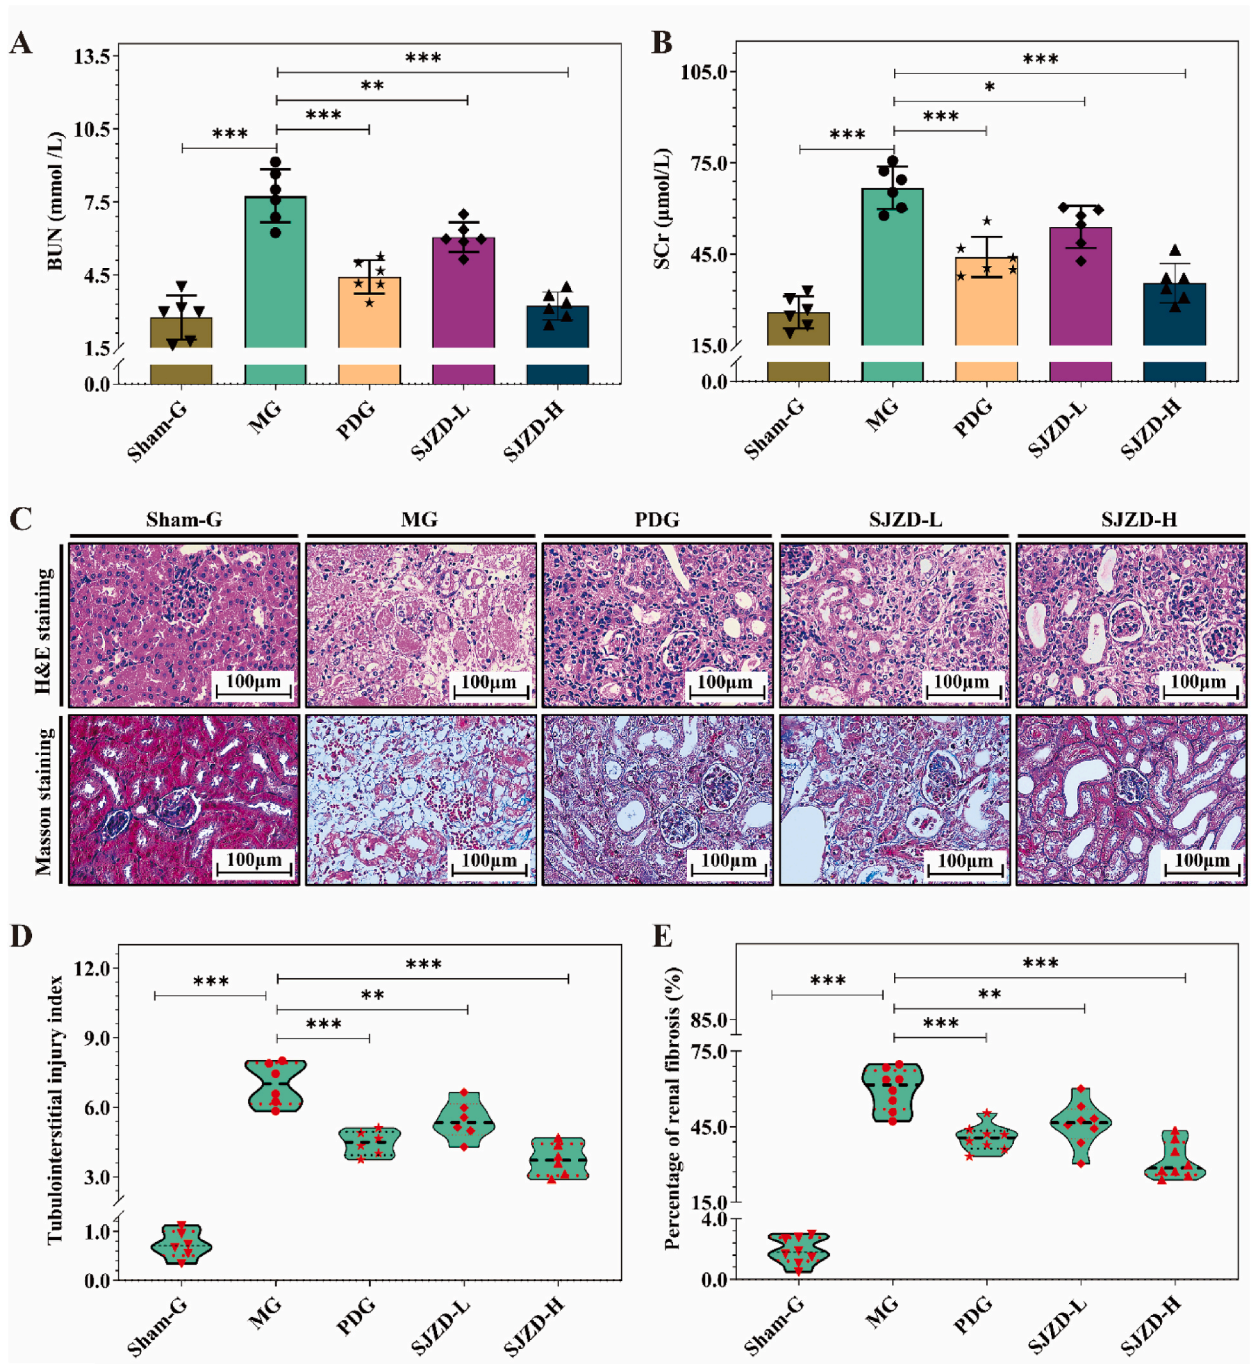 A
BUN (mmol /L)
13.5
10.5
7.5
4.5
1.5
0.0
***
**
***
***
Sham-G
MG
PDG
SJZD-L
SJZD-H
B
SCr (μmol/L)
105.0
75.0
45.0
15.0
0.0
***
*
***
***
Sham-G
MG
PDG
SJZD-L
SJZD-H
C
Sham-G MG PDG SJZD-L SJZD-H
H&E staining
100μm 100μm 100μm 100μm 100μm
Masson staining
100μm 100μm 100μm 100μm 100μm
D
Tubulointerstitial injury index
12.0
9.0
6.0
3.0
1.0
0.0
***
***
**
***
Sham-G
MG
PDG
SJZD-L
SJZD-H
E
Percentage of renal fibrosis (%)
85.0
75.0
45.0
15.0
4.0
0.0
***
***
**
***
Sham-G
MG
PDG
SJZD-L
SJZD-H